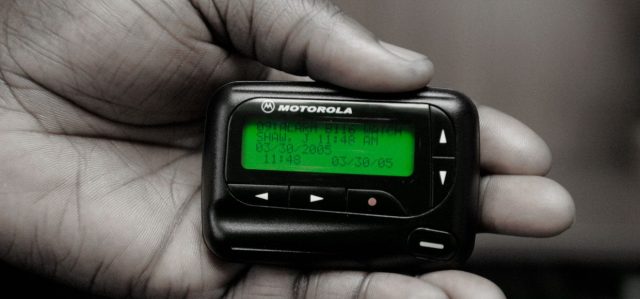 MOTOROLA
SHAW, J 11:48 AM
03/30/2005
11:48 03/30/05